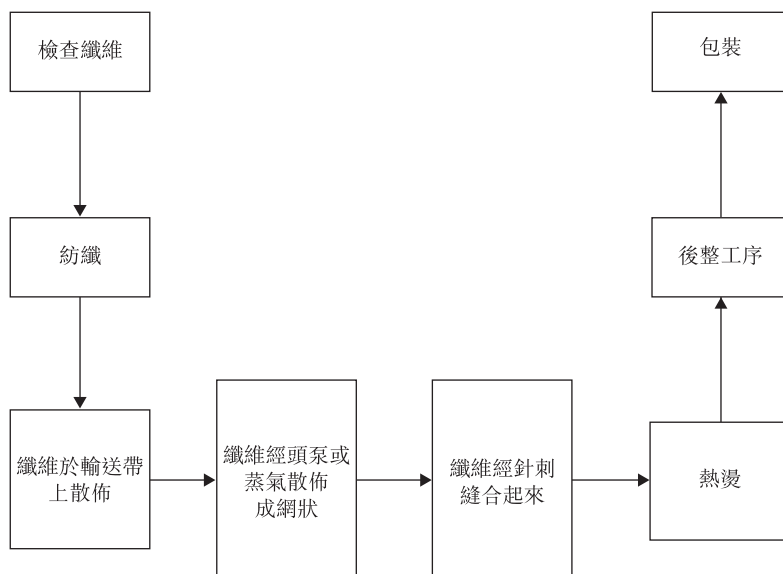 檢查纖維
紡纖
纖維於輸送帶
上散佈
纖維經頭泵或
蒸氣散佈
成網狀
纖維經針刺
縫合起來
熱燙
後整工序
包裝